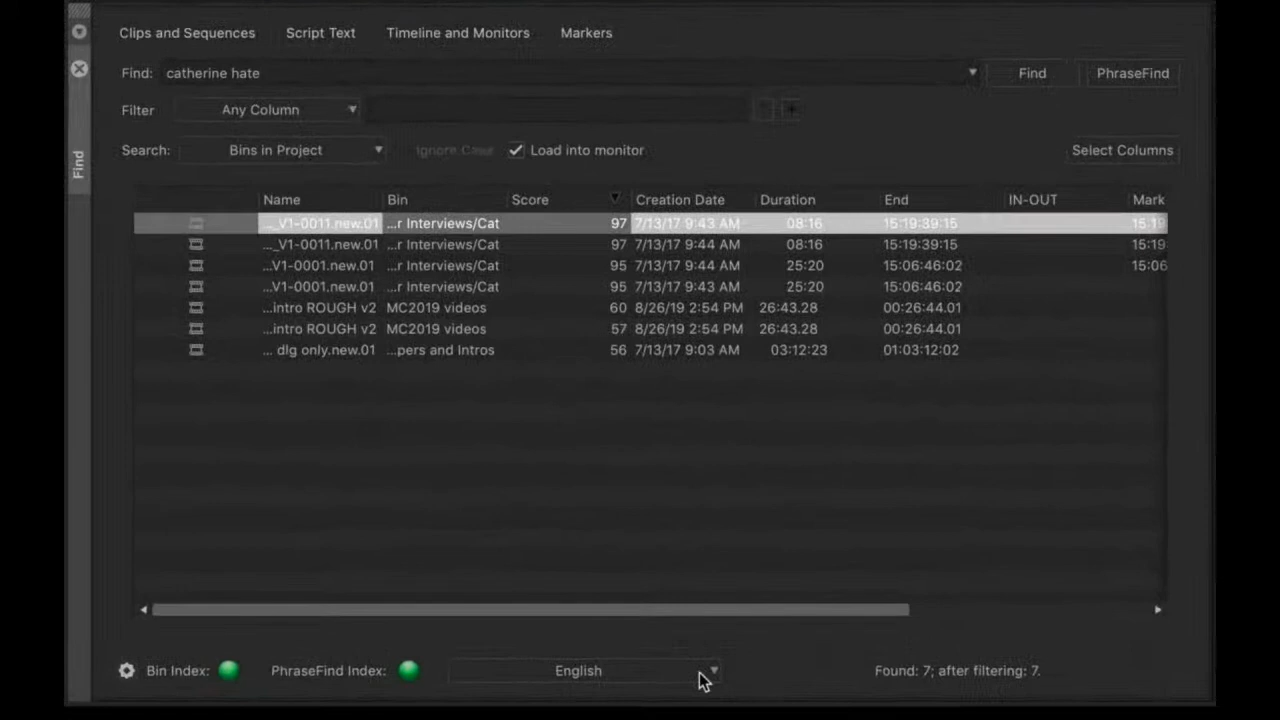 Clips and Sequences Script Text Timeline and Monitors Markers
Find: catherine hate Find PhraseFind
Filter Any Column
Search: Bins in Project Ignore Case Load into monitor Select Columns
Find
Name Bin Score Creation Date Duration End IN-OUT Mark
..._V1-0011.new.01 ...r Interviews/Cat 97 7/13/17 9:43 AM 08:16 15:19:39:15 15:19
..._V1-0011.new.01 ...r Interviews/Cat 97 7/13/17 9:44 AM 08:16 15:19:39:15 15:19:
...V1-0001.new.01 ...r Interviews/Cat 95 7/13/17 9:44 AM 25:20 15:06:46:02 15:06
...V1-0001.new.01 ...r Interviews/Cat 95 7/13/17 9:43 AM 25:20 15:06:46:02
...intro ROUGH v2 MC2019 videos 60 8/26/19 2:54 PM 26:43.28 00:26:44.01
...intro ROUGH v2 MC2019 videos 57 8/26/19 2:54 PM 26:43.28 00:26:44.01
... dlg only.new.01 ...pers and Intros 56 7/13/17 9:03 AM 03:12:23 01:03:12:02
Bin Index: PhraseFind Index: English Found: 7; after filtering: 7.